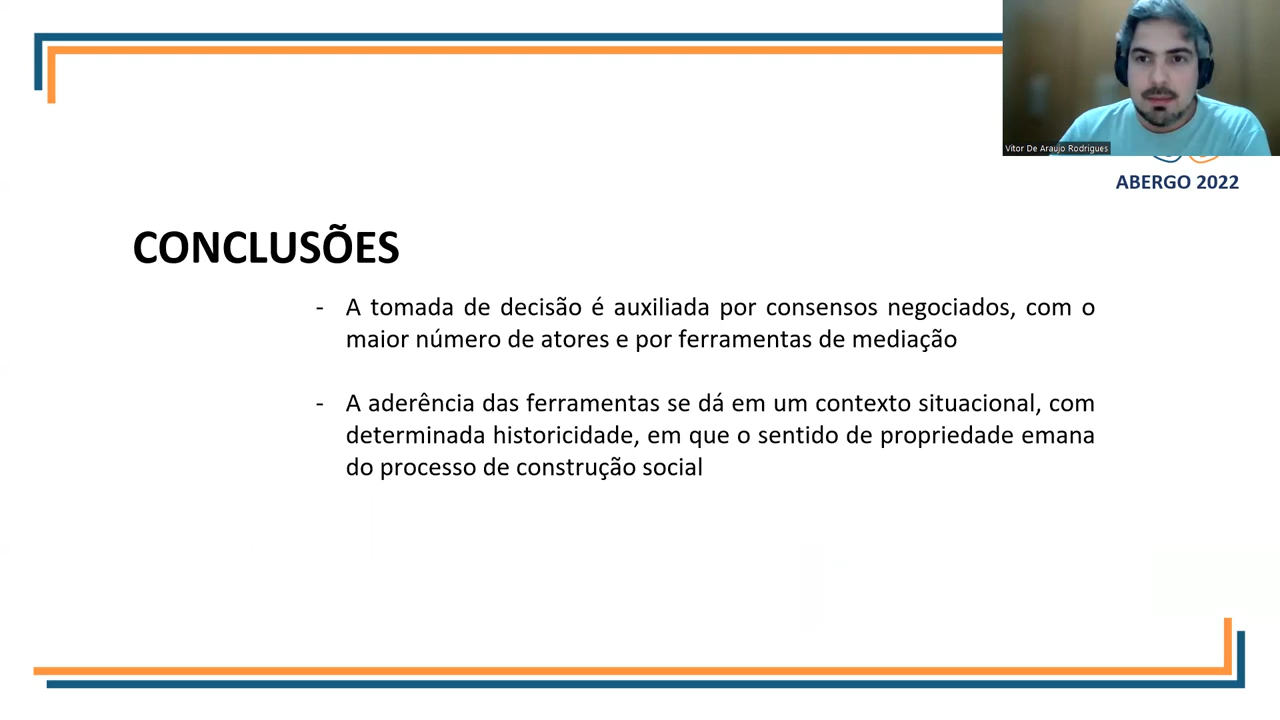 Vitor De Araujo Rodrigues
ABERGO 2022
CONCLUSÕES
- A tomada de decisão é auxiliada por consensos negociados, com o
maior número de atores e por ferramentas de mediação
- A aderência das ferramentas se dá em um contexto situacional, com
determinada historicidade, em que o sentido de propriedade emana
do processo de construção social